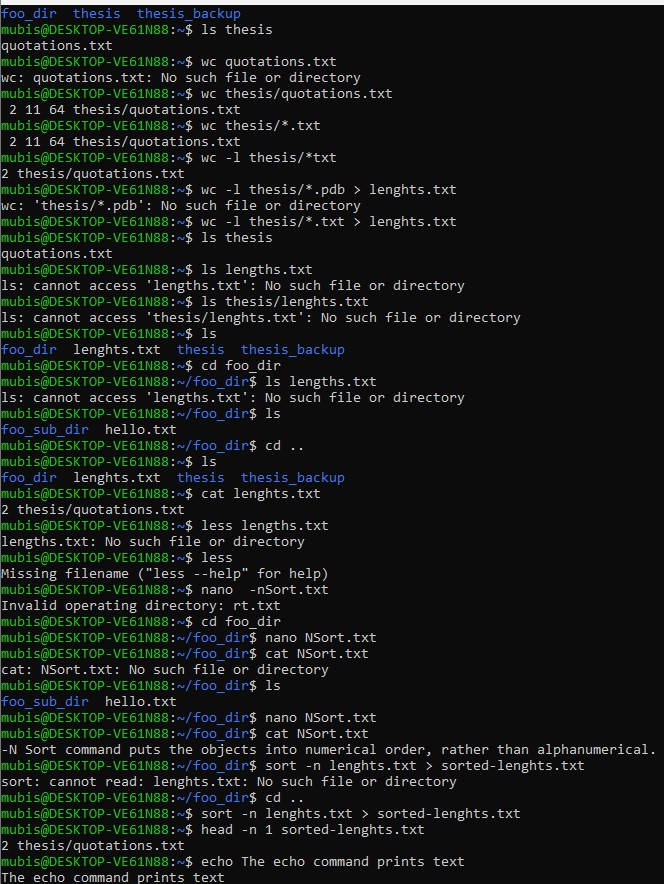 foo_dir  thesis  thesis_backup
mubis@DESKTOP-VE61N88:~$ ls thesis
quotations.txt
mubis@DESKTOP-VE61N88:~$ wc quotations.txt
wc: quotations.txt: No such file or directory
mubis@DESKTOP-VE61N88:~$ wc thesis/quotations.txt
 2 11 64 thesis/quotations.txt
mubis@DESKTOP-VE61N88:~$ wc thesis/*.txt
 2 11 64 thesis/quotations.txt
mubis@DESKTOP-VE61N88:~$ wc -l thesis/*txt
2 thesis/quotations.txt
mubis@DESKTOP-VE61N88:~$ wc -l thesis/*.pdb > lenghts.txt
wc: 'thesis/*.pdb': No such file or directory
mubis@DESKTOP-VE61N88:~$ wc -l thesis/*.txt > lenghts.txt
mubis@DESKTOP-VE61N88:~$ ls thesis
quotations.txt
mubis@DESKTOP-VE61N88:~$ ls lengths.txt
ls: cannot access 'lengths.txt': No such file or directory
mubis@DESKTOP-VE61N88:~$ ls thesis/lenghts.txt
ls: cannot access 'thesis/lenghts.txt': No such file or directory
mubis@DESKTOP-VE61N88:~$ ls
foo_dir  lenghts.txt  thesis  thesis_backup
mubis@DESKTOP-VE61N88:~$ cd foo_dir
mubis@DESKTOP-VE61N88:~/foo_dir$ ls lengths.txt
ls: cannot access 'lengths.txt': No such file or directory
mubis@DESKTOP-VE61N88:~/foo_dir$ ls
foo_sub_dir  hello.txt
mubis@DESKTOP-VE61N88:~/foo_dir$ cd ..
mubis@DESKTOP-VE61N88:~$ ls
foo_dir  lenghts.txt  thesis  thesis_backup
mubis@DESKTOP-VE61N88:~$ cat lenghts.txt
2 thesis/quotations.txt
mubis@DESKTOP-VE61N88:~$ less lengths.txt
lengths.txt: No such file or directory
mubis@DESKTOP-VE61N88:~$ less
Missing filename ("less --help" for help)
mubis@DESKTOP-VE61N88:~$ nano  -nSort.txt
Invalid operating directory: rt.txt
mubis@DESKTOP-VE61N88:~$ cd foo_dir
mubis@DESKTOP-VE61N88:~/foo_dir$ nano NSort.txt
mubis@DESKTOP-VE61N88:~/foo_dir$ cat NSort.txt
cat: NSort.txt: No such file or directory
mubis@DESKTOP-VE61N88:~/foo_dir$ ls
foo_sub_dir  hello.txt
mubis@DESKTOP-VE61N88:~/foo_dir$ nano NSort.txt
mubis@DESKTOP-VE61N88:~/foo_dir$ cat NSort.txt
-N Sort command puts the objects into numerical order, rather than alphanumerical.
mubis@DESKTOP-VE61N88:~/foo_dir$ sort -n lenghts.txt > sorted-lenghts.txt
sort: cannot read: lenghts.txt: No such file or directory
mubis@DESKTOP-VE61N88:~/foo_dir$ cd ..
mubis@DESKTOP-VE61N88:~$ sort -n lenghts.txt > sorted-lenghts.txt
mubis@DESKTOP-VE61N88:~$ head -n 1 sorted-lenghts.txt
2 thesis/quotations.txt
mubis@DESKTOP-VE61N88:~$ echo The echo command prints text
The echo command prints text